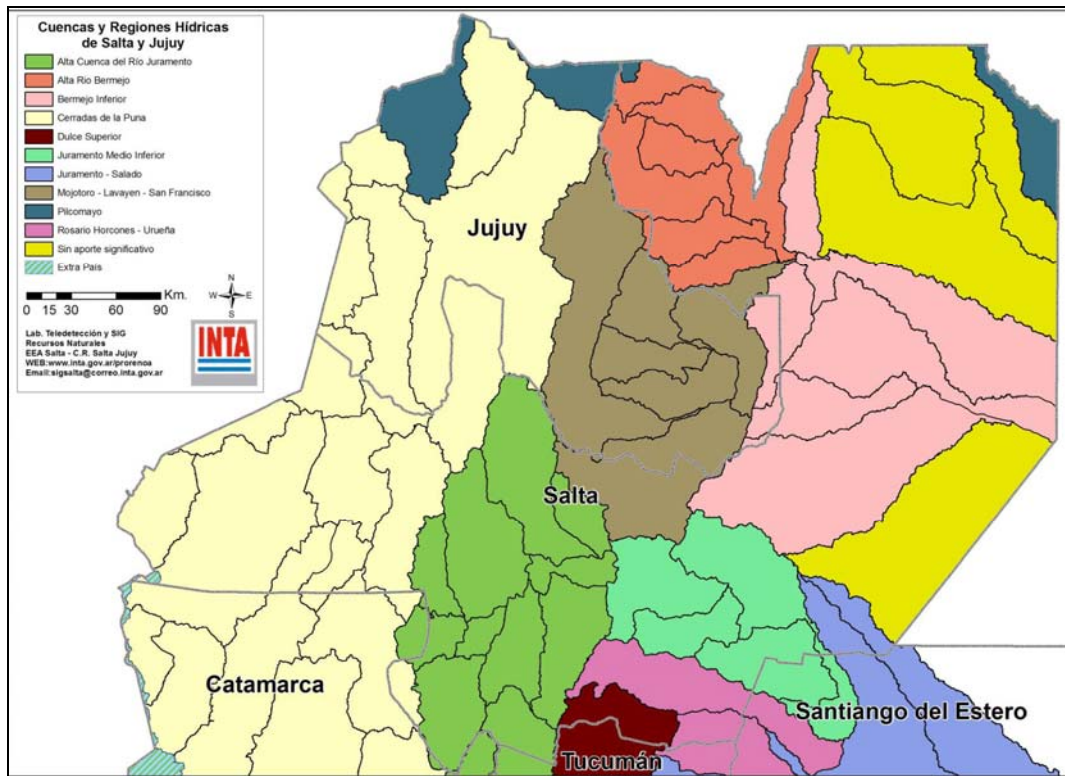 Cuencas y Regiones Hídricas
de Salta y Jujuy
Alta Cuenca del Río Juramento
Alta Rio Bermejo
Bermejo Inferior
Cerradas de la Puna
Dulce Superior
Juramento Medio Inferior
Juramento - Salado
Mojotoro - Lavayen - San Francisco
Pilcomayo
Rosario Horcones - Urueña
Sin aporte significativo
Extra País
Km.
0 15 30 60 90
N
W E
S
Lab. Teledetección y SIG
Recursos Naturales
EEA Salta - C.R. Salta Jujuy
WEB:www.inta.gov.ar/prorenoa
Email:sigsalta@correo.inta.gov.ar
INTA
Jujuy
Salta
Catamarca
Santiango del Estero
Tucumán